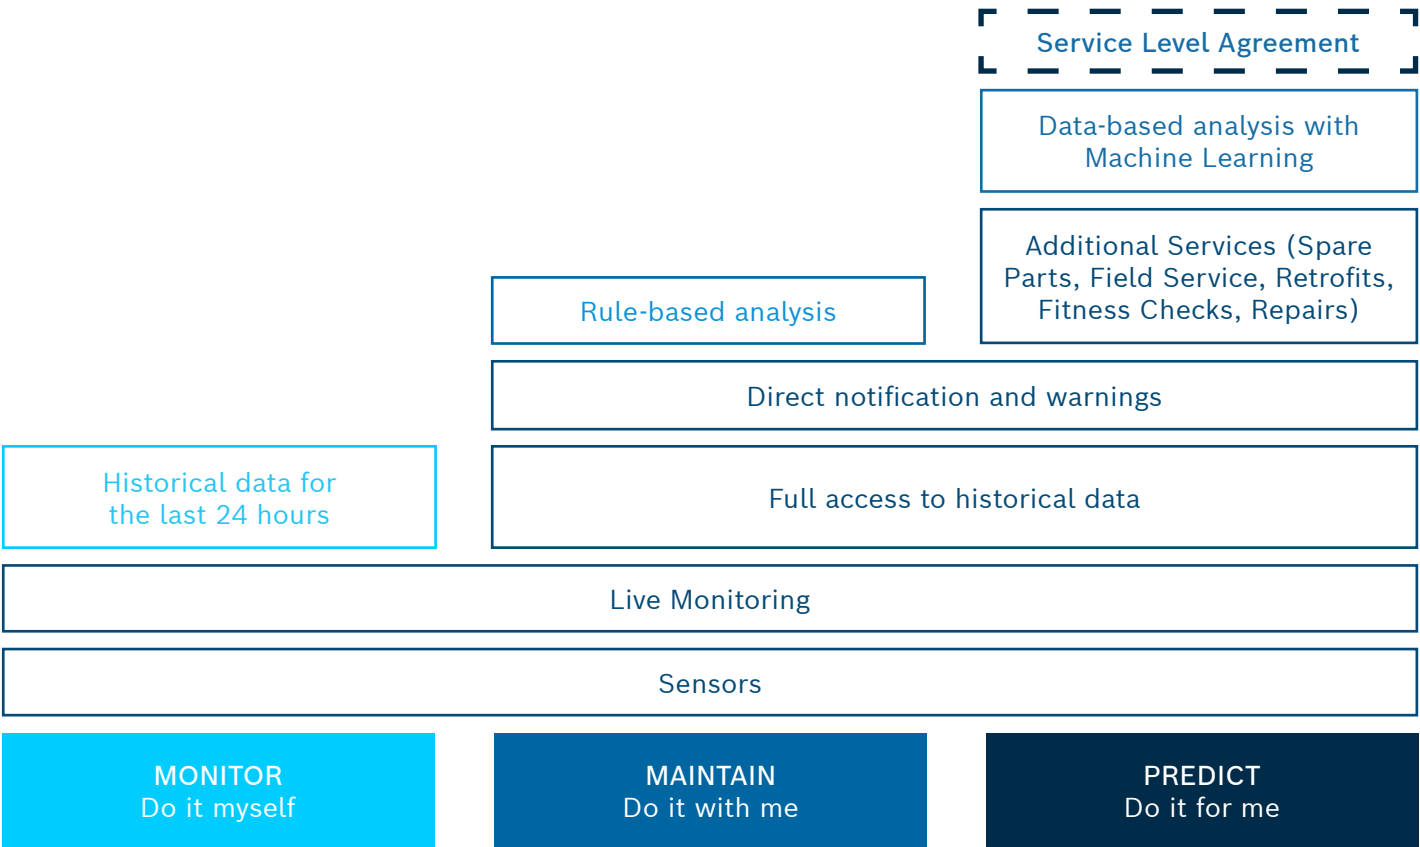 Service Level Agreement
Data-based analysis with
Machine Learning
Additional Services (Spare
Parts, Field Service, Retrofits,
Fitness Checks, Repairs)
Rule-based analysis
Direct notification and warnings
Historical data for
the last 24 hours
Full access to historical data
Live Monitoring
Sensors
MONITOR
Do it myself
MAINTAIN
Do it with me
PREDICT
Do it for me